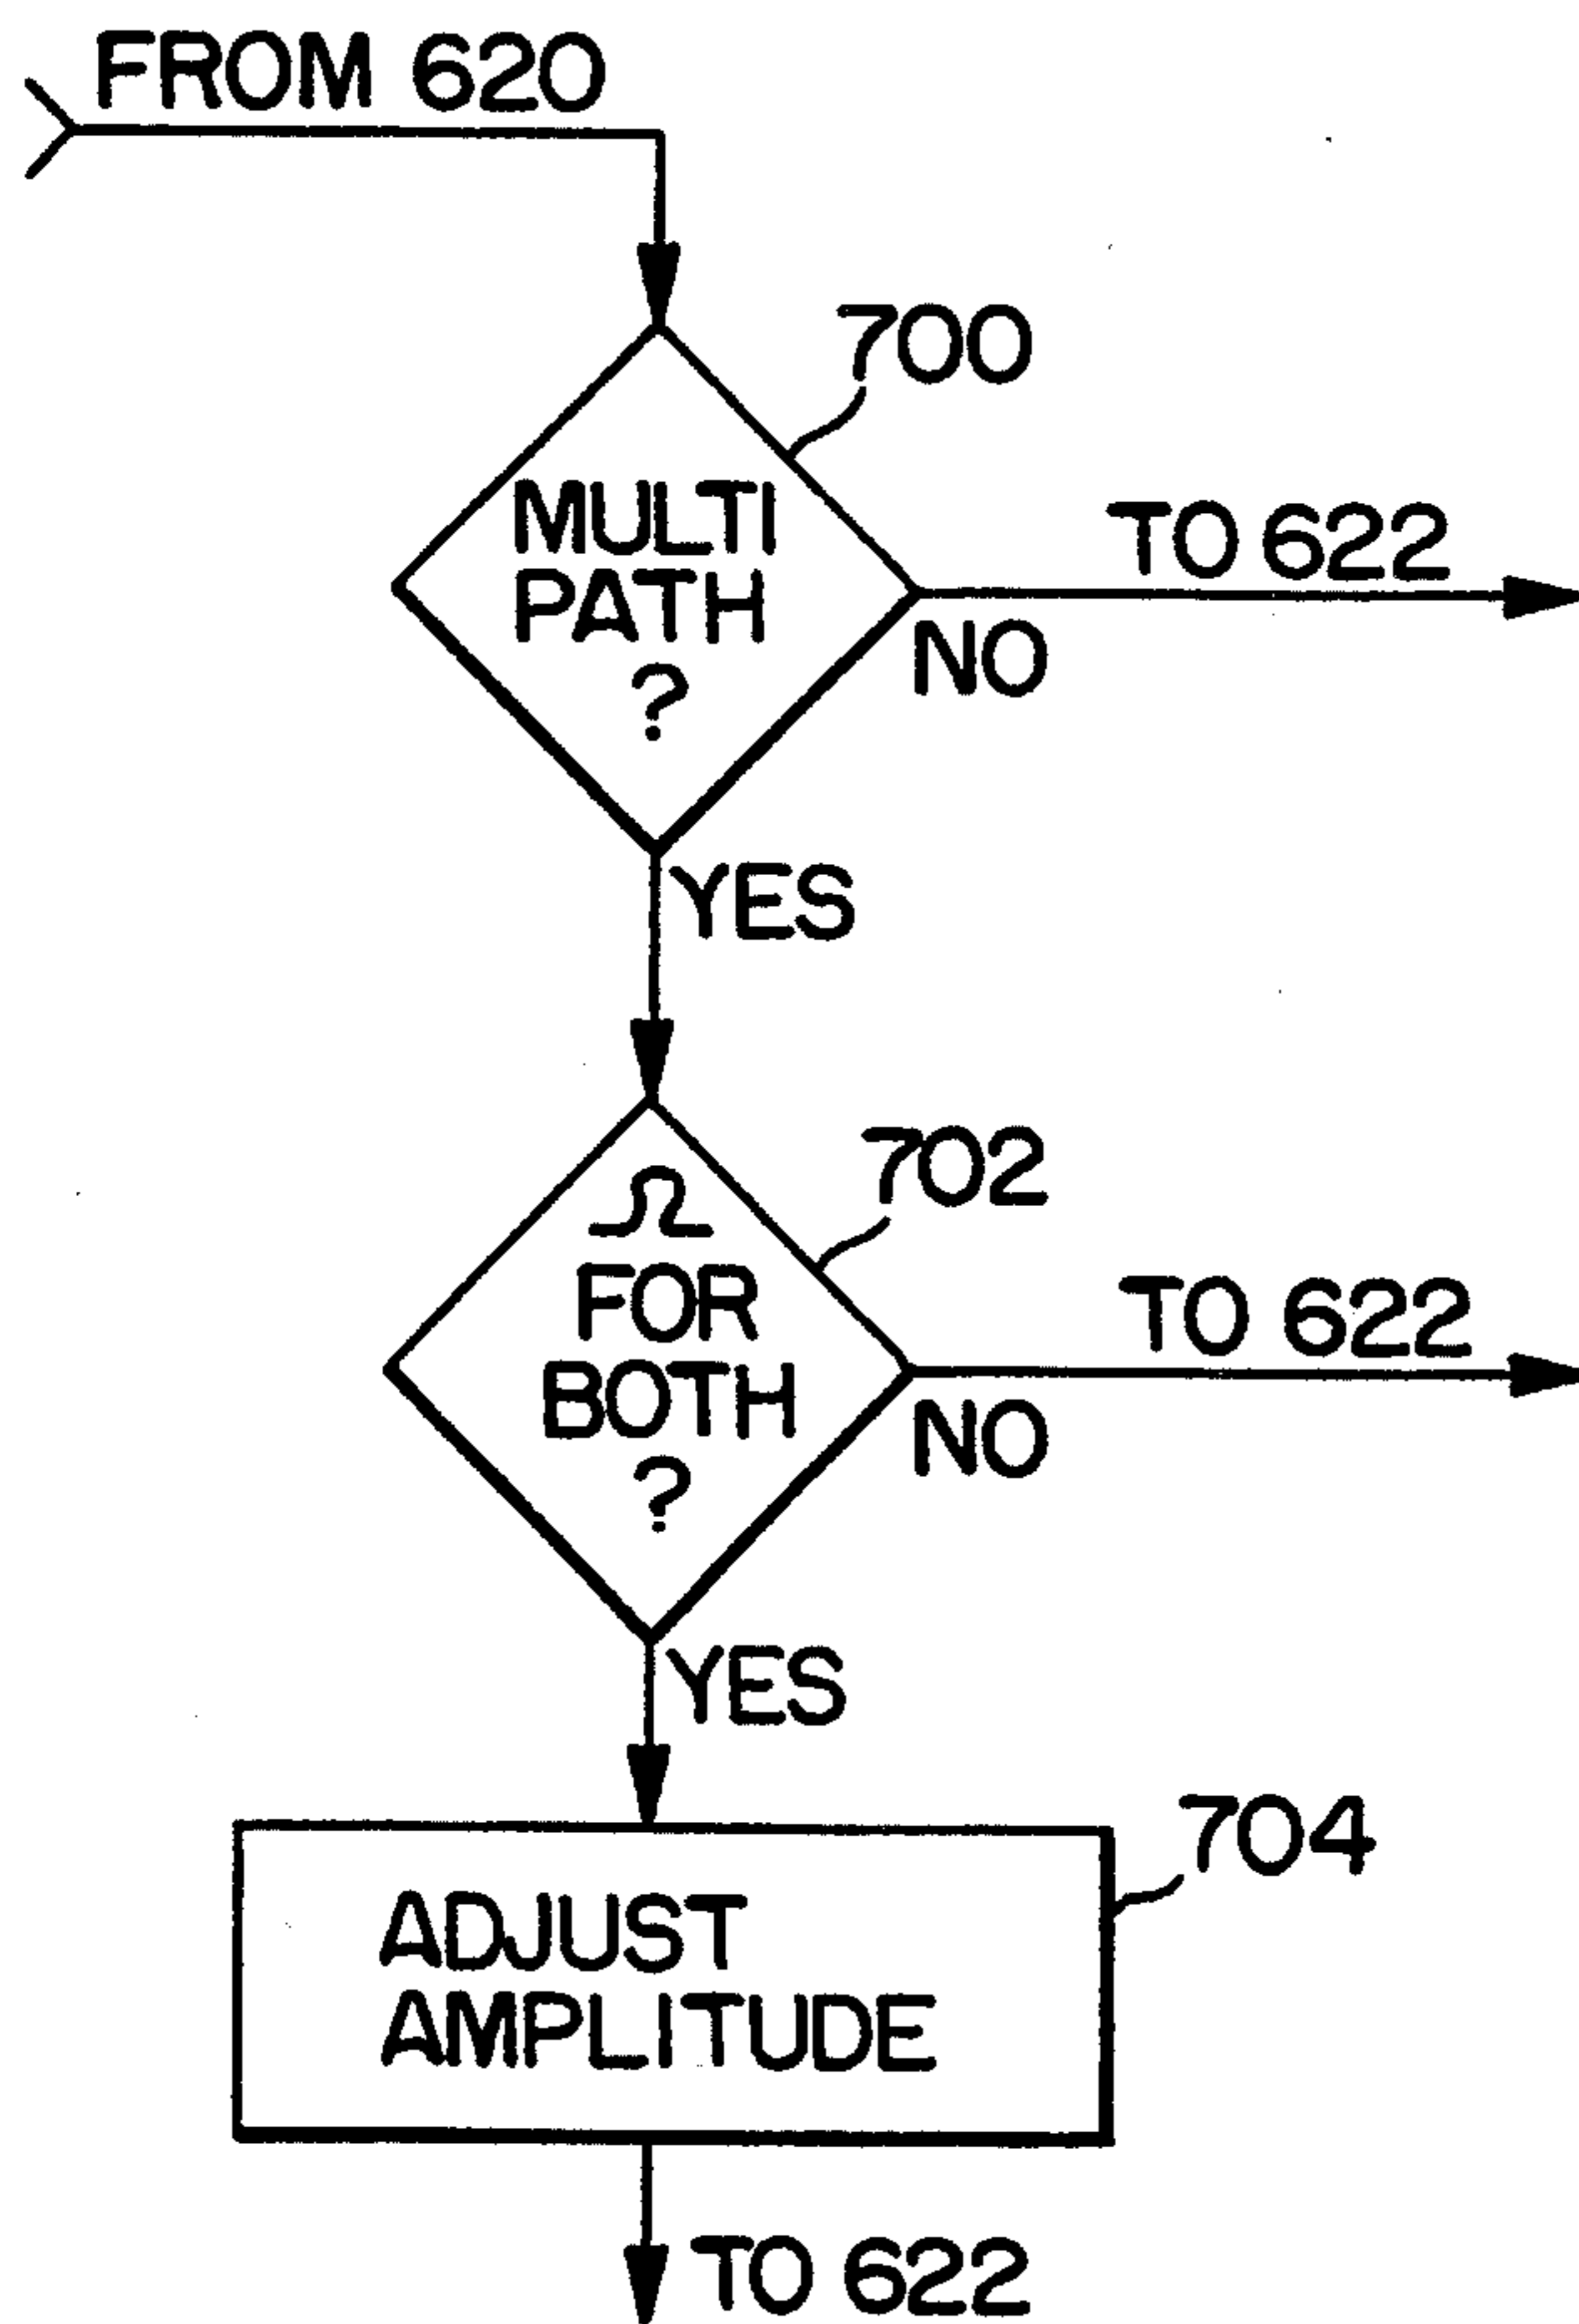 FROM 620
700
MULTI
PATH
?
TO 622
NO
YES
702
Ω
FOR
BOTH
?
TO 622
NO
YES
704
ADJUST
AMPLITUDE
TO 622